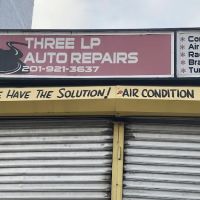 THREE LP
AUTO REPAIRS
201-921-3637
HAVE THE SOLUTION!
AIR CONDITION